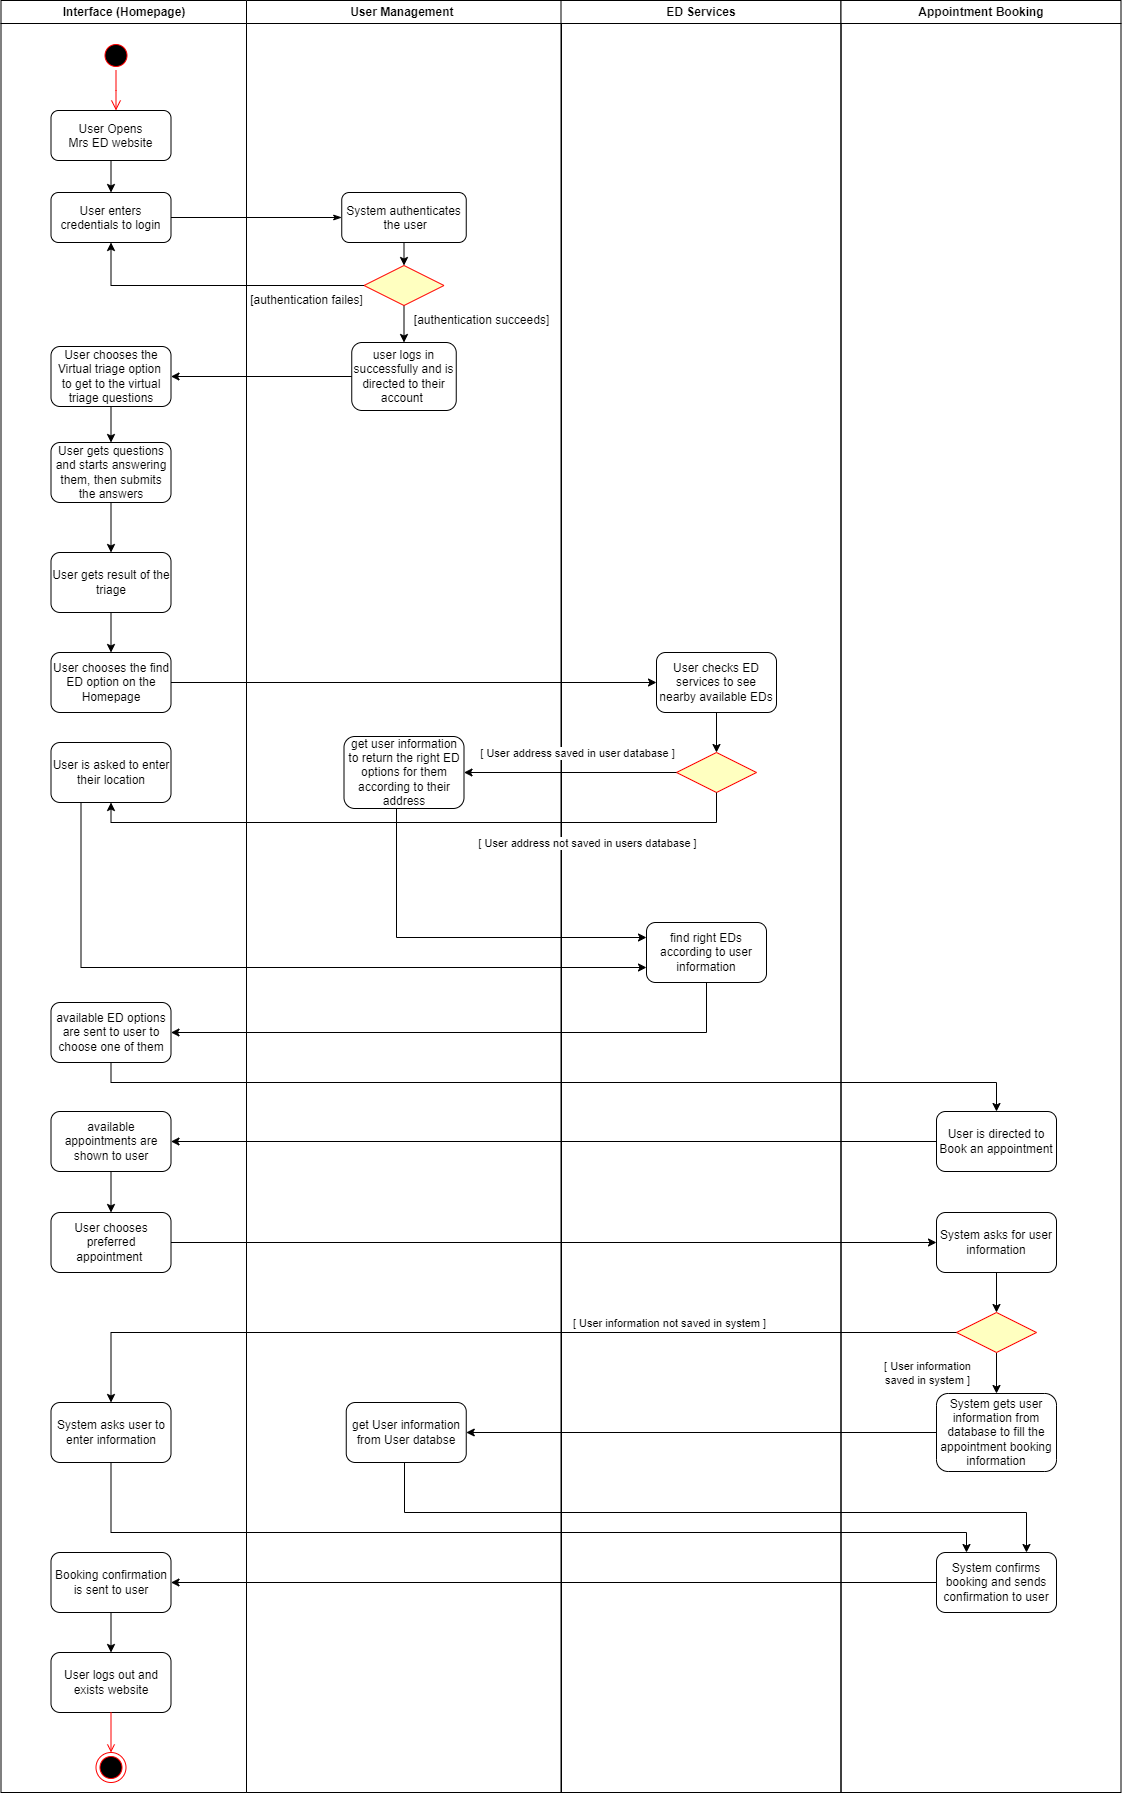 Interface (Homepage)
User Management
ED Services
Appointment Booking
User Opens
Mrs ED website
User enters
credentials to login
System authenticates
the user
[authentication failes]
[authentication succeeds]
user logs in
successfully and is
directed to their
account
User chooses the
Virtual triage option
to get to the virtual
triage questions
User gets questions
and starts answering
them, then submits
the answers
User gets result of the
triage
User chooses the find
ED option on the
Homepage
User checks ED
services to see
nearby available EDs
[ User address saved in user database ]
get user information
to return the right ED
options for them
according to their
address
User is asked to enter
their location
[ User address not saved in users database ]
find right EDs
according to user
information
available ED options
are sent to user to
choose one of them
User is directed to
Book an appointment
available
appointments are
shown to user
User chooses
preferred
appointment
System asks for user
information
[ User information not saved in system ]
[ User information
saved in system ]
System asks user to
enter information
get User information
from User databse
System gets user
information from
database to fill the
appointment booking
information
Booking confirmation
is sent to user
System confirms
booking and sends
confirmation to user
User logs out and
exists website